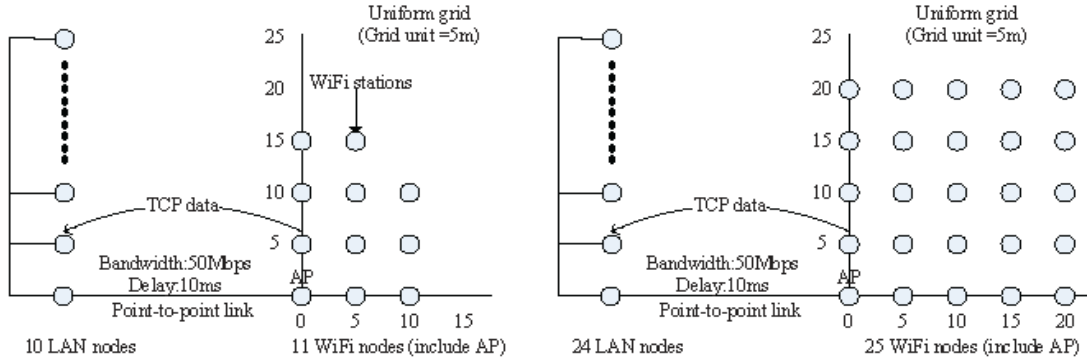 Uniform grid
(Grid unit =5m)
25
20
WiFi stations
15
10
TCP data
5
Bandwidth:50Mbps
AP
Delay:10ms
Point-to-point link
0 5 10 15
10 LAN nodes
11 WiFi nodes (include AP)
Uniform grid
(Grid unit =5m)
25
20
15
10
TCP data
5
Bandwidth:50Mbps
AP
Delay:10ms
Point-to-point link
0 5 10 15 20
24 LAN nodes
25 WiFi nodes (include AP)